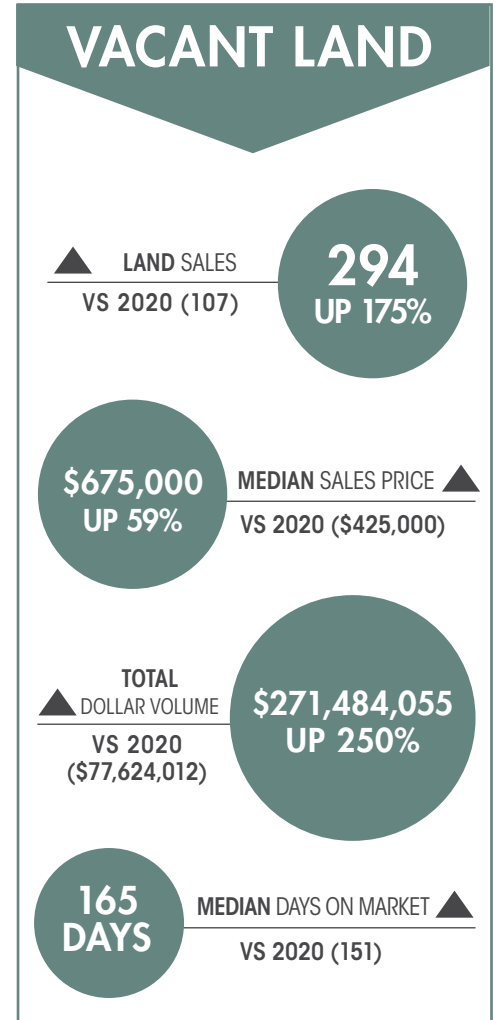 VACANT LAND
LAND SALES
VS 2020 (107)
294
UP 175%
$675,000
UP 59%
MEDIAN SALES PRICE
VS 2020 ($425,000)
TOTAL
DOLLAR VOLUME
VS 2020
($77,624,012)
$271,484,055
UP 250%
165
DAYS
MEDIAN DAYS ON MARKET
VS 2020 (151)